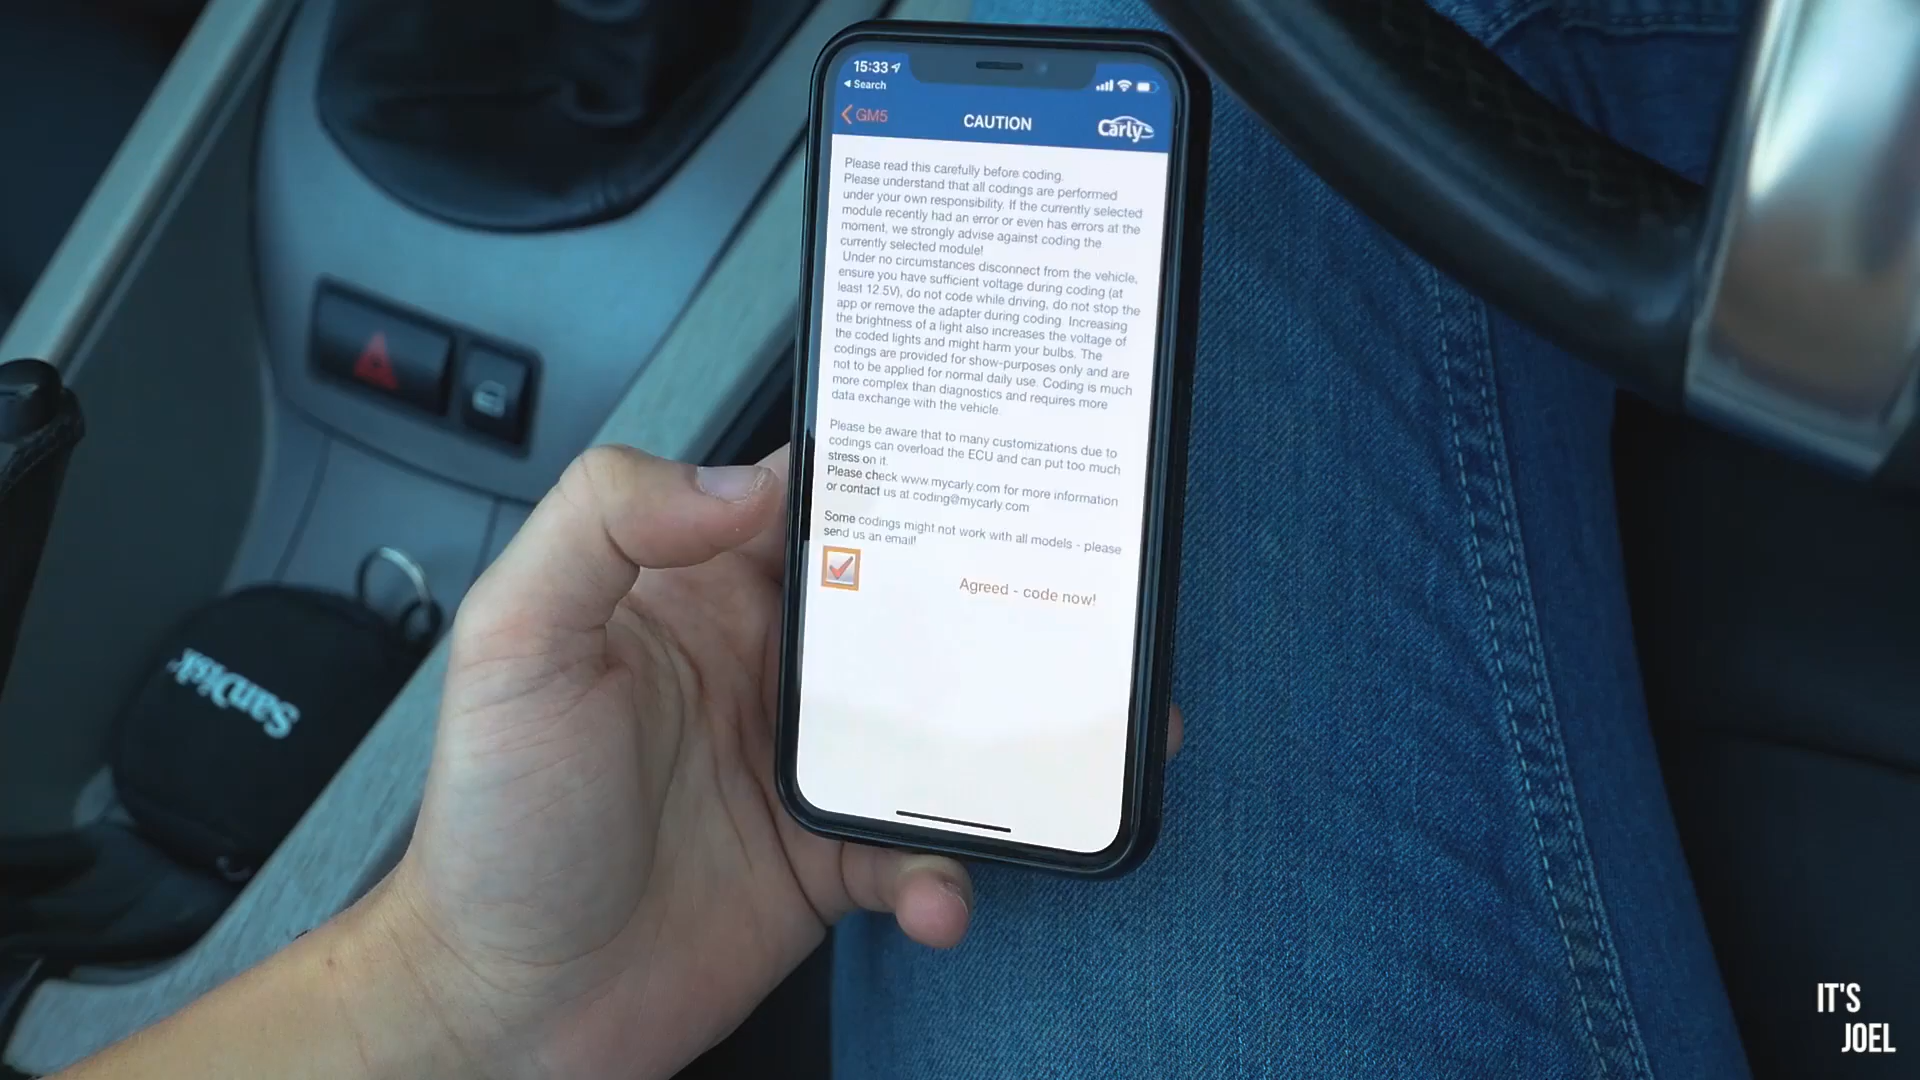 15:33
Search
GM5
CAUTION
Carly
Please read this carefully before coding.
Please understand that all codings are performed
under your own responsibility. If the currently selected
module recently had an error or even has errors at the
moment, we strongly advise against coding the
currently selected module!
Under no circumstances disconnect from the vehicle,
ensure you have sufficient voltage during coding (at
least 12.5V), do not code while driving, do not stop the
app or remove the adapter during coding. Increasing
the brightness of a light also increases the voltage of
the coded lights and might harm your bulbs. The
codings are provided for show-purposes only and are
not to be applied for normal daily use. Coding is much
more complex than diagnostics and requires more
data exchange with the vehicle.
Please be aware that to many customizations due to
codings can overload the ECU and can put too much
stress on it.
Please check www.mycarly.com for more information
or contact us at coding@mycarly.com
Some codings might not work with all models - please
send us an email!
Agreed - code now!
SanDisk
IT'S
JOEL